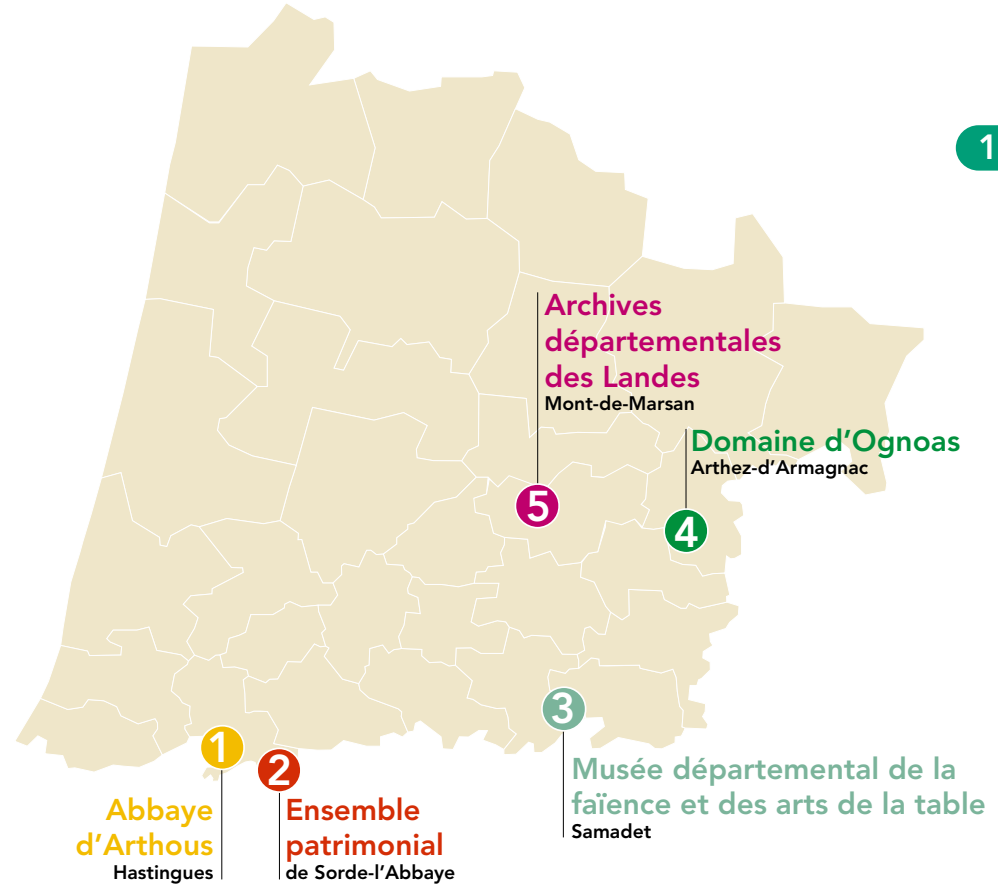 1
Archives
départementales
des Landes
Mont-de-Marsan
Domaine d'Ognoas
Arthez-d'Armagnac
5
4
3
1
2
Musée départemental de la
faïence et des arts de la table
Samadet
Abbaye
d'Arthous
Hastingues
Ensemble
patrimonial
de Sorde-l'Abbaye